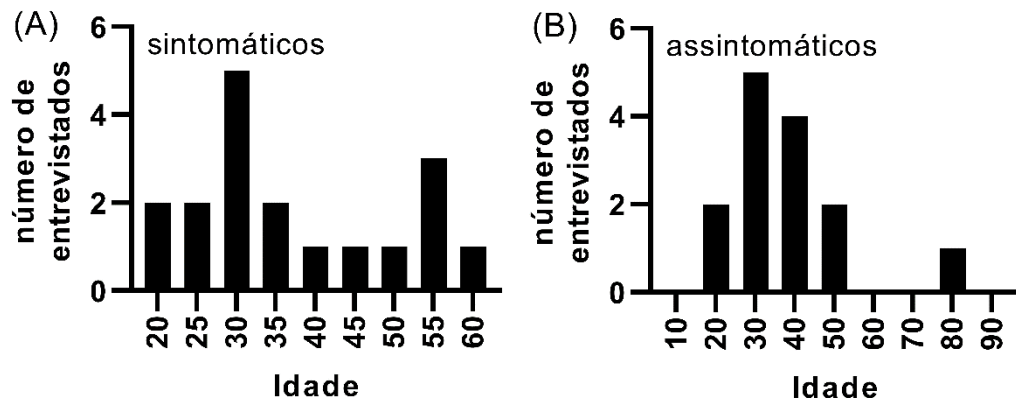 (A)
sintomáticos
número de
entrevistados
6
4
2
0
20 25 30 35 40 45 50 55 60
Idade
(B)
assintomáticos
número de
entrevistados
6
4
2
0
10 20 30 40 50 60 70 80 90
Idade